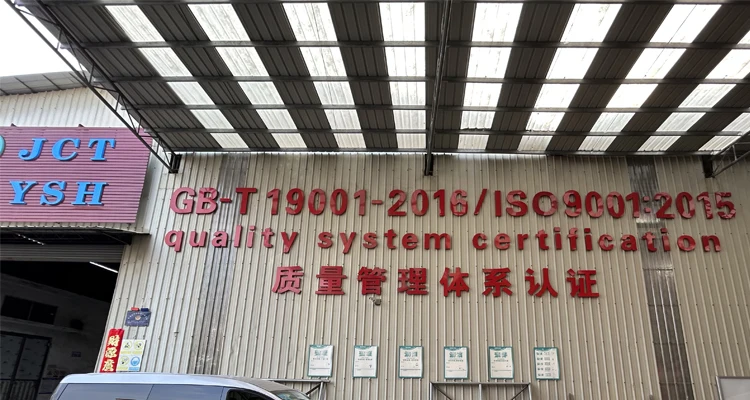 JCT
YSH
GB-T 19001-2016/ISO9001:2015
quality system certification
质量管理体系认证